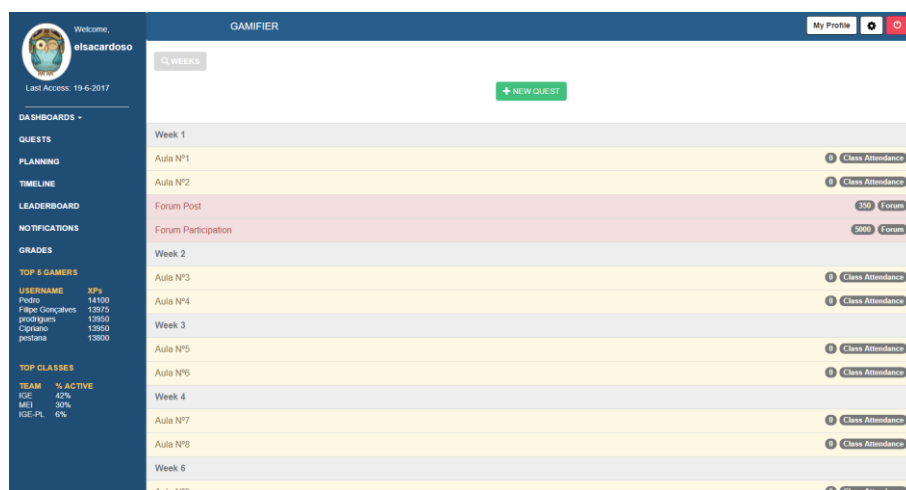 Welcome,
elsacardoso
Last Access: 19-6-2017
DASHBOARDS
QUESTS
PLANNING
TIMELINE
LEADERBOARD
NOTIFICATIONS
GRADES
TOP 5 GAMERS
USERNAME XPs
Pedro 14100
Filipe Gonçalves 13975
prodrigues 13950
Cipriano 13950
pestana 13800
TOP CLASSES
TEAM % ACTIVE
IGE 42%
MEI 30%
IGE-PL 6%
GAMIFIER My Profile
WEEKS
+ NEW QUEST
Week 1
Aula Nº1 0 Class Attendance
Aula Nº2 0 Class Attendance
Forum Post 350 Forum
Forum Participation 5000 Forum
Week 2
Aula Nº3 0 Class Attendance
Aula Nº4 0 Class Attendance
Week 3
Aula Nº5 0 Class Attendance
Aula Nº6 0 Class Attendance
Week 4
Aula Nº7 0 Class Attendance
Aula Nº8 0 Class Attendance
Week 6